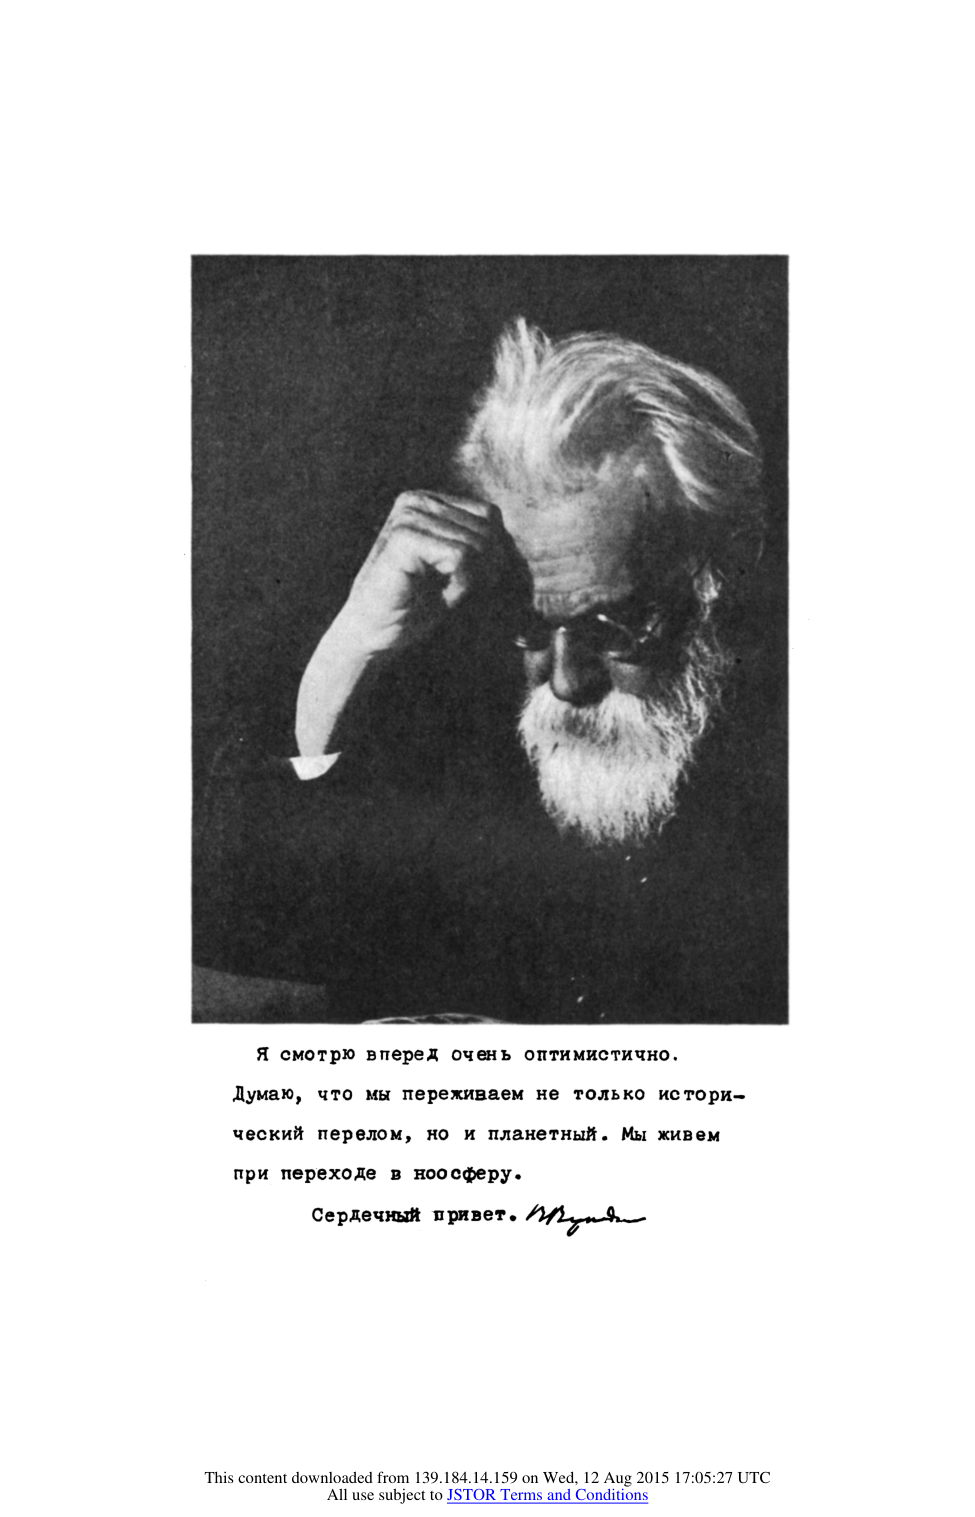 Я смотрю вперед очень оптимистично.
Думаю, что мы переживаем не только истори-
ческий перелом, но и планетный. Мы живем
при переходе в ноосферу.
Сердечный привет.
This content downloaded from 139.184.14.159 on Wed, 12 Aug 2015 17:05:27 UTC
All use subject to JSTOR Terms and Conditions